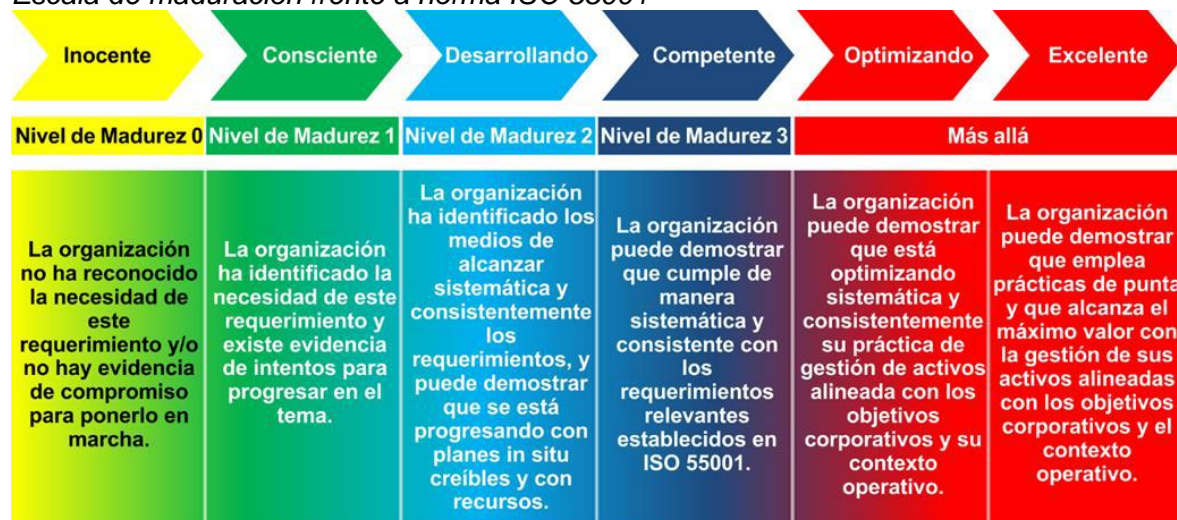 Escala de maduración frente a norma ISO 55001
Inocente
Consciente
Desarrollando
Competente
Optimizando
Excelente
Nivel de Madurez 0
Nivel de Madurez 1
Nivel de Madurez 2
Nivel de Madurez 3
Más allá
La organización
no ha reconocido
la necesidad de
este
requerimiento y/o
no hay evidencia
de compromiso
para ponerlo en
marcha.
La organización
ha identificado la
necesidad de este
requerimiento y
existe evidencia
de intentos para
progresar en el
tema.
La organización
ha identificado los
medios de
alcanzar
sistemática y
consistentemente
los
requerimientos, y
puede demostrar
que se está
progresando con
planes in situ
creíbles y con
recursos.
La organización
puede demostrar
que cumple de
manera
sistemática y
consistente con
los
requerimientos
relevantes
establecidos en
ISO 55001.
La organización
puede demostrar
que está
optimizando
sistemática y
consistentemente
su práctica de
gestión de activos
alineada con los
objetivos
corporativos y su
contexto
operativo.
La organización
puede demostrar
que emplea
prácticas de punta
y que alcanza el
máximo valor con
la gestión de sus
activos alineadas
con los objetivos
corporativos y el
contexto
operativo.